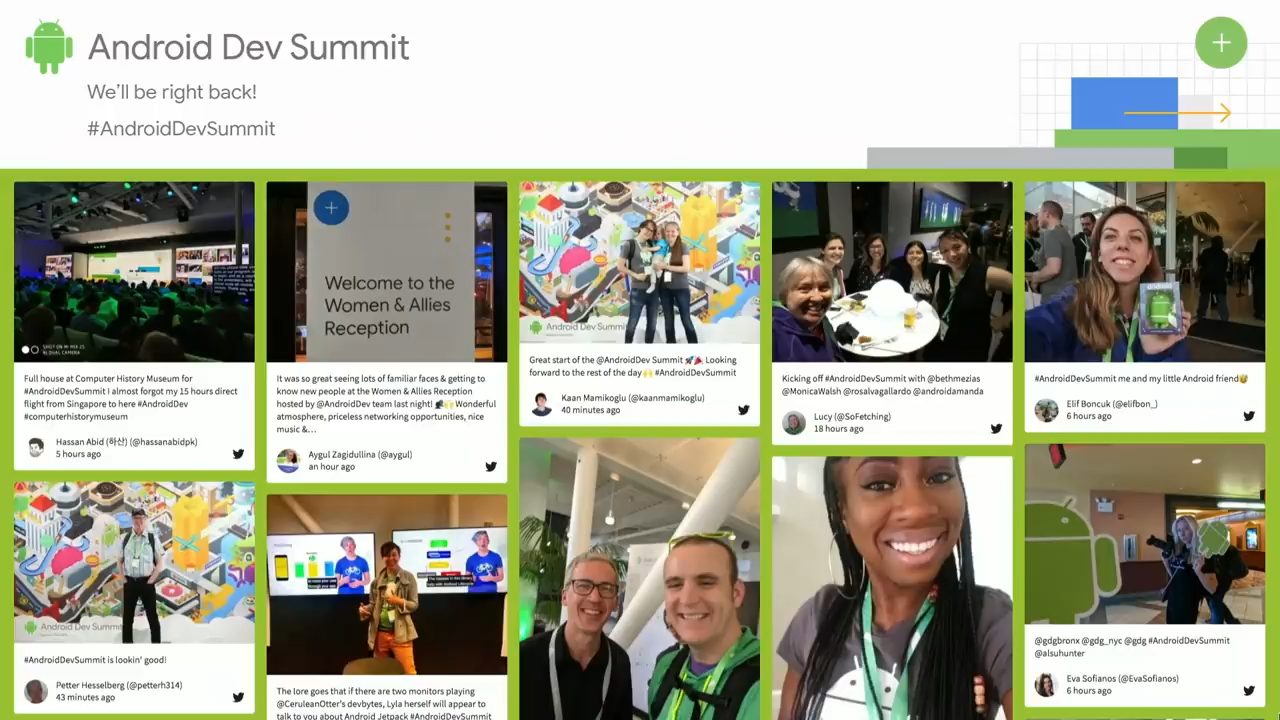 Android Dev Summit
We'll be right back!
#AndroidDevSummit
SHOT ON MI MIX 2S
AI DUAL CAMERA
Full house at Computer History Museum for
#AndroidDevSummit I almost forgot my 15 hours direct
flight from Singapore to here #AndroidDev
#computerhistorymuseum
Hassan Abid (하산) (@hassanabidpk)
5 hours ago
Android Dev Summit
#AndroidDevSummit is lookin' good!
Petter Hesselberg (@petterh314)
43 minutes ago
Welcome to the
Women & Allies
Reception
It was so great seeing lots of familiar faces & getting to
know new people at the Women & Allies Reception
hosted by @AndroidDev team last night! Wonderful
atmosphere, priceless networking opportunities, nice
music &...
Aygul Zagidullina (@aygul)
an hour ago
The lore goes that if there are two monitors playing
@CeruleanOtter's devbytes, Lyla herself will appear to
talk to you about Android Jetpack #AndroidDevSummit
Android Dev Summit
Great start of the @AndroidDev Summit 🚀🎉 Looking
forward to the rest of the day🙌 #AndroidDevSummit
Kaan Mamikoglu (@kaanmamikoglu)
40 minutes ago
Kicking off #AndroidDevSummit with @bethmezias
@MonicaWalsh @rosalvagallardo @androidamanda
Lucy (@SoFetching)
18 hours ago
android
#AndroidDevSummit me and my little Android friend😅
Elif Boncuk (@elifbon_)
6 hours ago
@gdgbronx @gdg_nyc @gdg #AndroidDevSummit
@alsuhunter
Eva Sofianos (@EvaSofianos)
6 hours ago